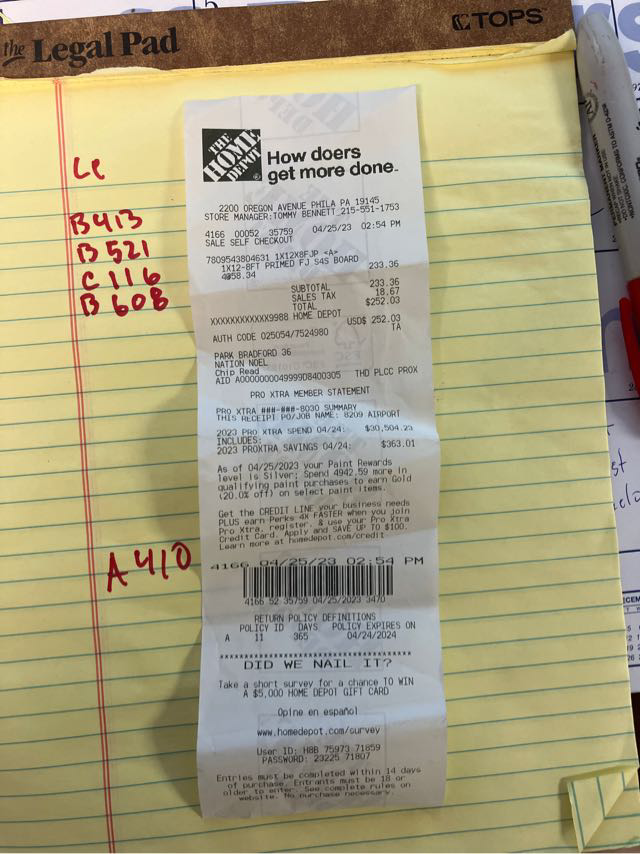 the Legal Pad
TOPS
B413
B521
C116
B608
A410
THE
HOME
DEPOT
How doers
get more done.
2200 OREGON AVENUE PHILA PA 19145
STORE MANAGER:TOMMY BENNETT 215-551-1753
4166 00052 35759 04/25/23 02:54 PM
SALE SELF CHECKOUT
7809543804631 1X12X8FJP <A>
1X12-8FT PRIMED FJ S4S BOARD
4@58.34 233.36
SUBTOTAL 233.36
SALES TAX 18.67
TOTAL $252.03
XXXXXXXXXXXX9988 HOME DEPOT
USD$ 252.03
AUTH CODE 025054/7524980 TA
PARK BRADFORD 36
NATION NOEL
Chip Read
AID A0000000049999D8400305 THD PLCC PROX
PRO XTRA MEMBER STATEMENT
PRO XTRA ###-###-8030 SUMMARY
THIS RECEIPT PO/JOB NAME: 8209 AIRPORT
2023 PRO XTRA SPEND 04/24: $30,504.23
INCLUDES:
2023 PROXTRA SAVINGS 04/24: $363.01
As of 04/25/2023 your Paint Rewards
level is Silver; Spend 4942.59 more in
qualifying paint purchases to earn Gold
(20.0% off) on select paint items.
Get the CREDIT LINE your business needs
PLUS earn Perks 4X FASTER when you join
Pro Xtra, register, & use your Pro Xtra
Credit Card. Apply and SAVE UP TO $100.
Learn more at homedepot.com/credit
4166 04/25/23 02:54 PM
4166 52 35759 04/25/2023 3470
RETURN POLICY DEFINITIONS
POLICY ID DAYS POLICY EXPIRES ON
A 11 365 04/24/2024
DID WE NAIL IT?
Take a short survey for a chance TO WIN
A $5,000 HOME DEPOT GIFT CARD
Opine en español
www.homedepot.com/survey
User ID: H8B 75973 71859
PASSWORD: 23225 71807
Entries must be completed within 14 days
of purchase. Entrants must be 18 or
older to enter. See complete rules on
website. No purchase necessary.